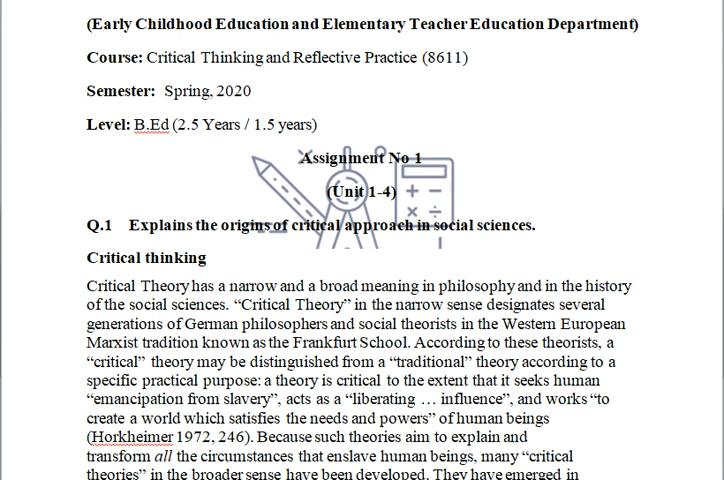 (Early Childhood Education and Elementary Teacher Education Department)
Course: Critical Thinking and Reflective Practice (8611)
Semester: Spring, 2020
Level: B.Ed (2.5 Years / 1.5 years)
Assignment No 1
(Unit 1-4)
Q.1 Explains the origins of critical approach in social sciences.
Critical thinking
Critical Theory has a narrow and a broad meaning in philosophy and in the history
of the social sciences. “Critical Theory” in the narrow sense designates several
generations of German philosophers and social theorists in the Western European
Marxist tradition known as the Frankfurt School. According to these theorists, a
“critical” theory may be distinguished from a “traditional” theory according to a
specific practical purpose: a theory is critical to the extent that it seeks human
“emancipation from slavery”, acts as a “liberating … influence”, and works “to
create a world which satisfies the needs and powers” of human beings
(Horkheimer 1972, 246). Because such theories aim to explain and
transform all the circumstances that enslave human beings, many “critical
theories” in the broader sense have been developed. They have emerged in